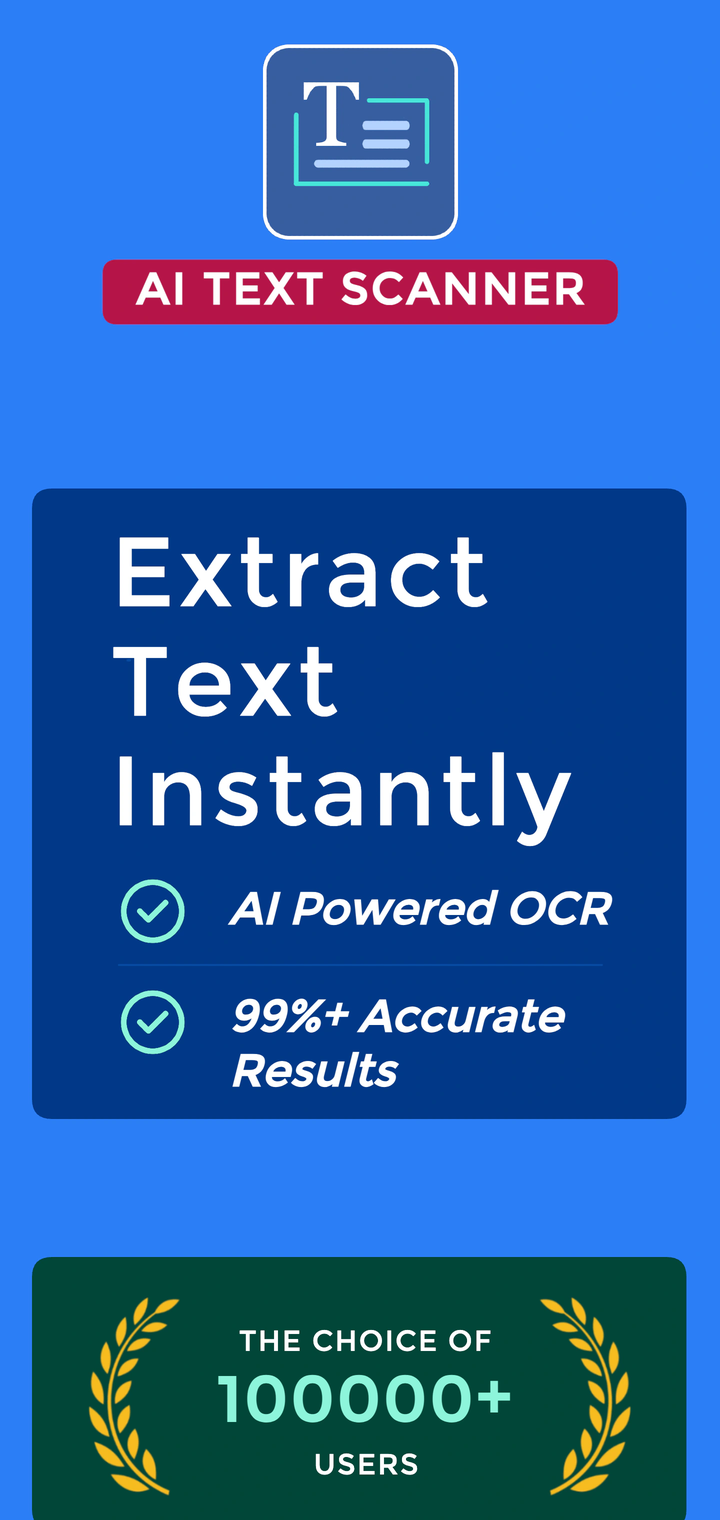 T
AI TEXT SCANNER
Extract
Text
Instantly
AI Powered OCR
99%+ Accurate
Results
THE CHOICE OF
100000+
USERS